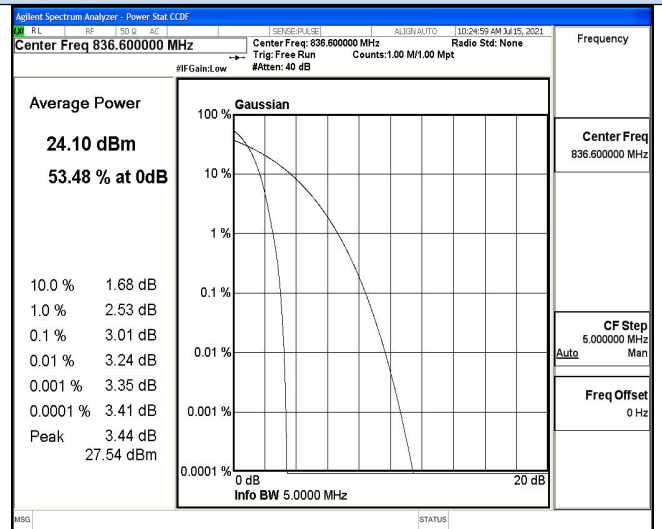 Agilent Spectrum Analyzer - Power Stat CCDF
RL RF 50 Ω AC SENSE:PULSE ALIGN AUTO 10:24:59 AM Jul 15, 2021
Center Freq 836.600000 MHz
Center Freq: 836.600000 MHz Radio Std: None
Trig: Free Run Counts:1.00 M/1.00 Mpt
#IFGain:Low #Atten: 40 dB
Frequency
Average Power
24.10 dBm
53.48 % at 0dB
10.0 % 1.68 dB
1.0 % 2.53 dB
0.1 % 3.01 dB
0.01 % 3.24 dB
0.001 % 3.35 dB
0.0001 % 3.41 dB
Peak 3.44 dB
27.54 dBm
Gaussian
100 %
10 %
1 %
0.1 %
0.01 %
0.001 %
0.0001 %
0 dB 20 dB
Info BW 5.0000 MHz
Center Freq
836.600000 MHz
CF Step
5.000000 MHz
Auto Man
Freq Offset
0 Hz
MSG STATUS